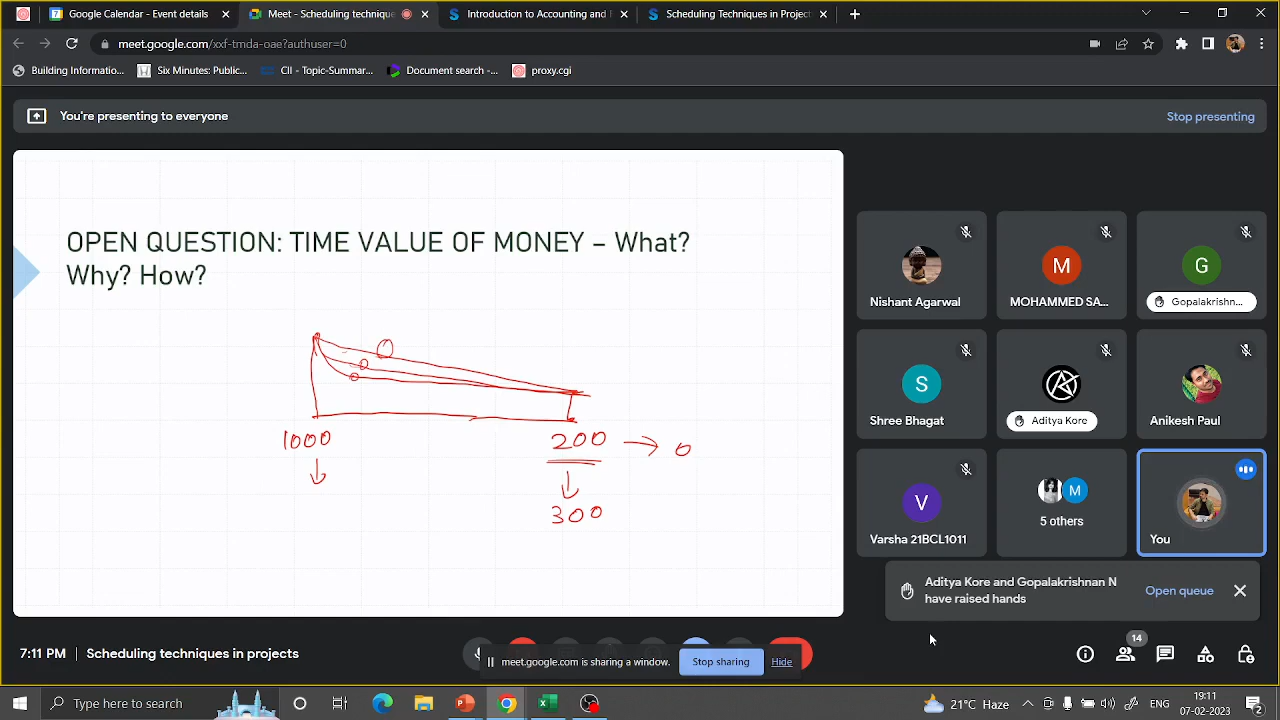 Google Calendar - Event details
Meet - Scheduling technique
Introduction to Accounting and
Scheduling Techniques in Projec
meet.google.com/xxf-tmda-oae?authuser=0
Building Informatio...
Six Minutes: Public...
CII - Topic-Summar...
Document search -...
proxy.cgi
You're presenting to everyone
Stop presenting
OPEN QUESTION: TIME VALUE OF MONEY – What?
Why? How?
1000
200 → 0
300
Nishant Agarwal
MOHAMMED SA...
Gopalakrishn...
M
G
Shree Bhagat
Aditya Kore
Anikesh Paul
S
Varsha 21BCL1011
5 others
You
V
M
Aditya Kore and Gopalakrishnan N
have raised hands
Open queue
7:11 PM
Scheduling techniques in projects
meet.google.com is sharing a window.
Stop sharing
Hide
14
Type here to search
21°C Haze
ENG
19:11
07-02-2023
2